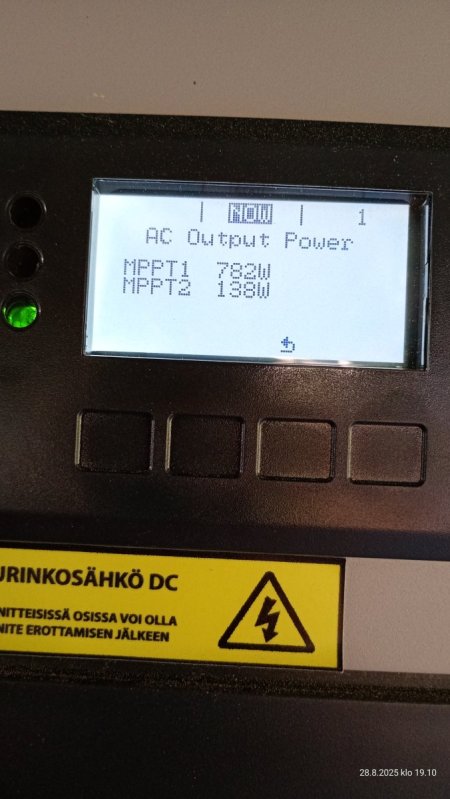 | NOW | 1
AC Output Power
MPPT1 782W
MPPT2 138W
URINKOSÄHKÖ DC
NITTEISISSÄ OSISSA VOI OLLA
NITE EROTTAMISEN JÄLKEEN
28.8.2025 klo 19.10